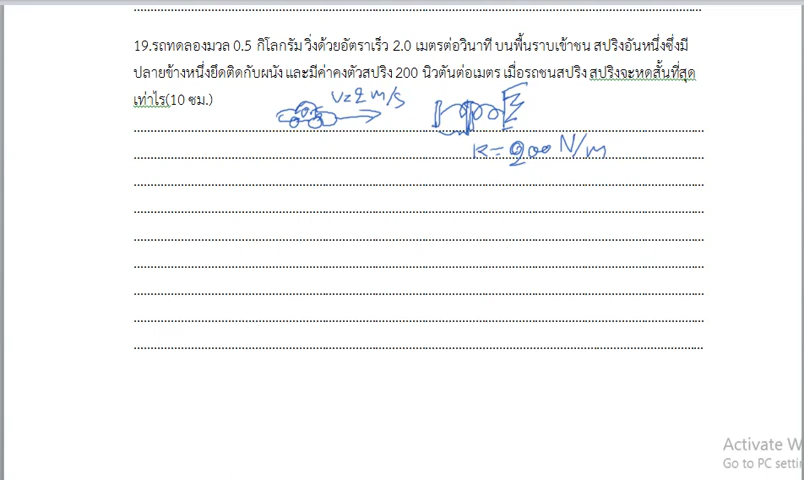 19.รถทดลองมวล 0.5 กิโลกรัม วิ่งด้วยอัตราเร็ว 2.0 เมตรต่อวินาที บนพื้นราบเข้าชน สปริงอันหนึ่งซึ่งมี
ปลายข้างหนึ่งยึดติดกับผนัง และมีค่าคงตัวสปริง 200 นิวตันต่อเมตร เมื่อรถชนสปริง สปริงจะหดสั้นที่สุด
เท่าไร(10 ซม.)
V=2 m/s
K=200 N/m
Activate W
Go to PC setti